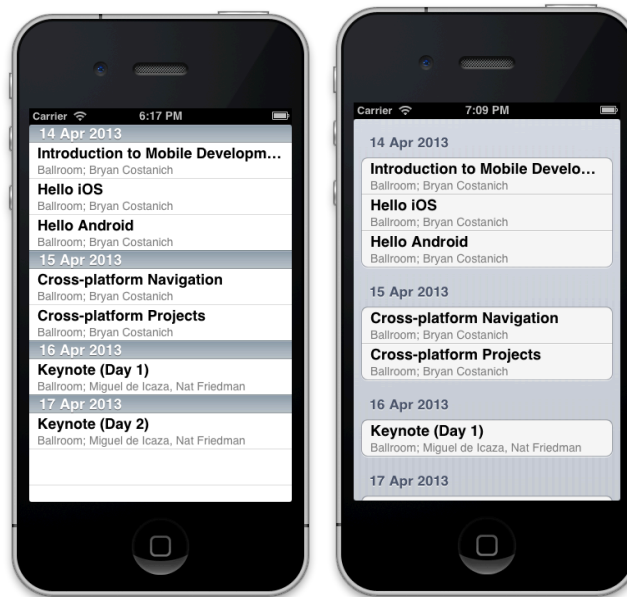 Carrier 6:17 PM
14 Apr 2013
Introduction to Mobile Developm...
Ballroom; Bryan Costanich
Hello iOS
Ballroom; Bryan Costanich
Hello Android
Ballroom; Bryan Costanich
15 Apr 2013
Cross-platform Navigation
Ballroom; Bryan Costanich
Cross-platform Projects
Ballroom; Bryan Costanich
16 Apr 2013
Keynote (Day 1)
Ballroom; Miguel de Icaza, Nat Friedman
17 Apr 2013
Keynote (Day 2)
Ballroom; Miguel de Icaza, Nat Friedman
Carrier 7:09 PM
14 Apr 2013
Introduction to Mobile Develo...
Ballroom; Bryan Costanich
Hello iOS
Ballroom; Bryan Costanich
Hello Android
Ballroom; Bryan Costanich
15 Apr 2013
Cross-platform Navigation
Ballroom; Bryan Costanich
Cross-platform Projects
Ballroom; Bryan Costanich
16 Apr 2013
Keynote (Day 1)
Ballroom; Miguel de Icaza, Nat Friedman
17 Apr 2013